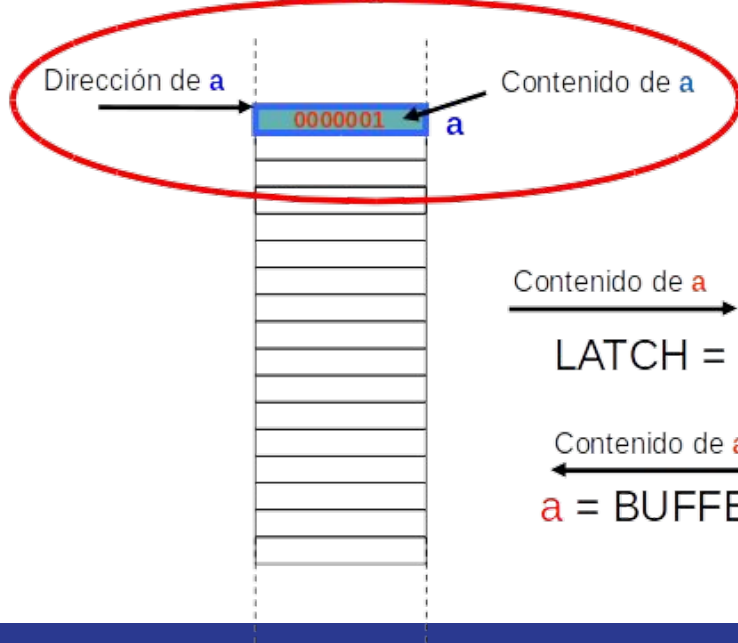 Dirección de a
Contenido de a
0000001
a
Contenido de a
LATCH =
Contenido de a
a = BUFFE